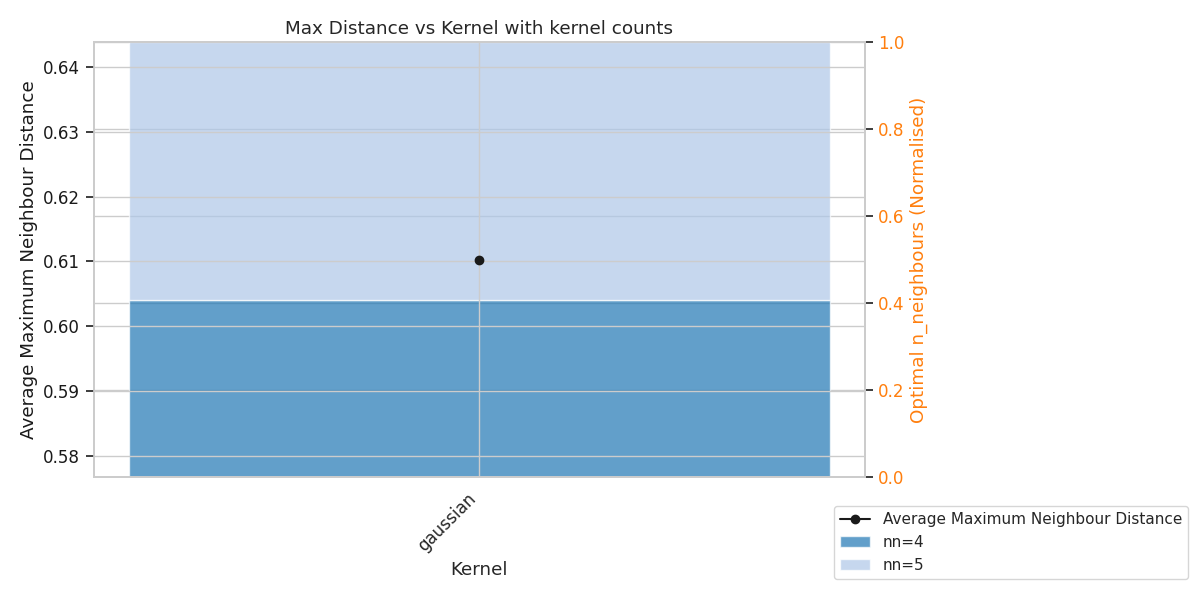 Max Distance vs Kernel with kernel counts
Average Maximum Neighbour Distance
0.64
0.63
0.62
0.61
0.60
0.59
0.58
1.0
0.8
0.6
0.4
0.2
0.0
Optimal n_neighbours (Normalised)
gaussian
Kernel
Average Maximum Neighbour Distance
nn=4
nn=5